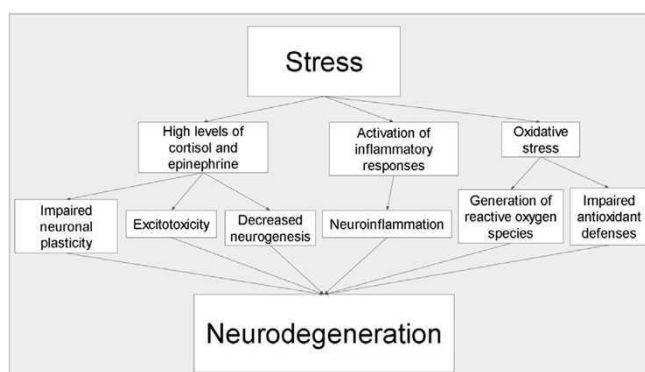 Stress
High levels of
cortisol and
epinephrine
Activation of
inflammatory
responses
Oxidative
stress
Impaired
neuronal
plasticity
Excitotoxicity
Decreased
neurogenesis
Neuroinflammation
Generation of
reactive oxygen
species
Impaired
antioxidant
defenses
Neurodegeneration